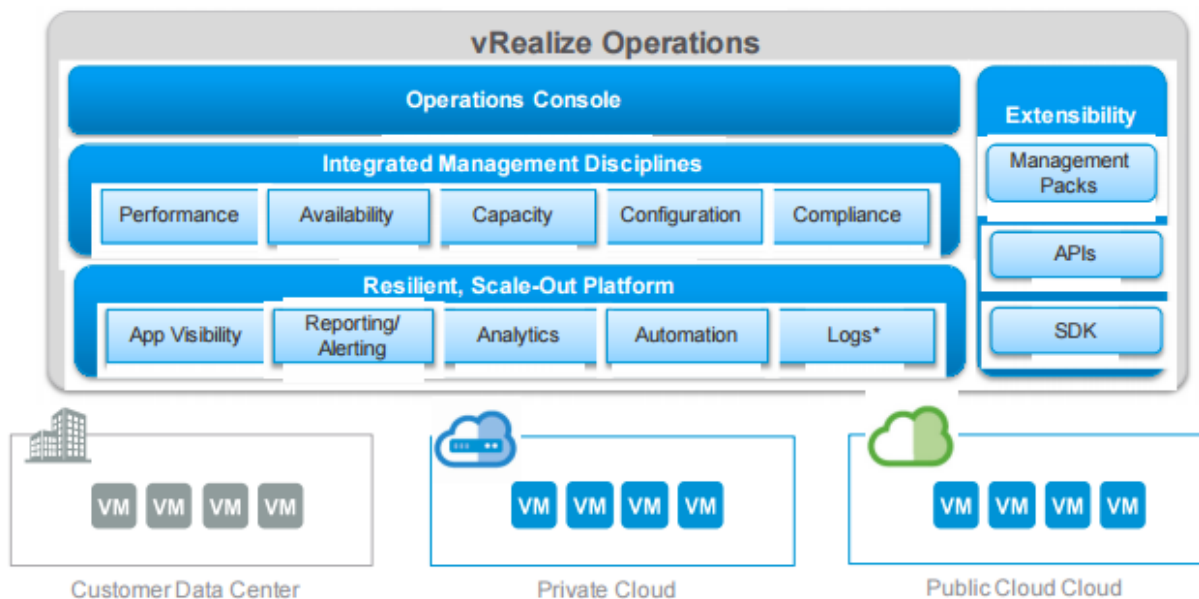 vRealize Operations
Operations Console
Integrated Management Disciplines
Performance
Availability
Capacity
Configuration
Compliance
Resilient, Scale-Out Platform
App Visibility
Reporting/
Alerting
Analytics
Automation
Logs*
Extensibility
Management
Packs
APIs
SDK
VM VM VM VM
Customer Data Center
VM VM VM VM
Private Cloud
VM VM VM VM
Public Cloud Cloud